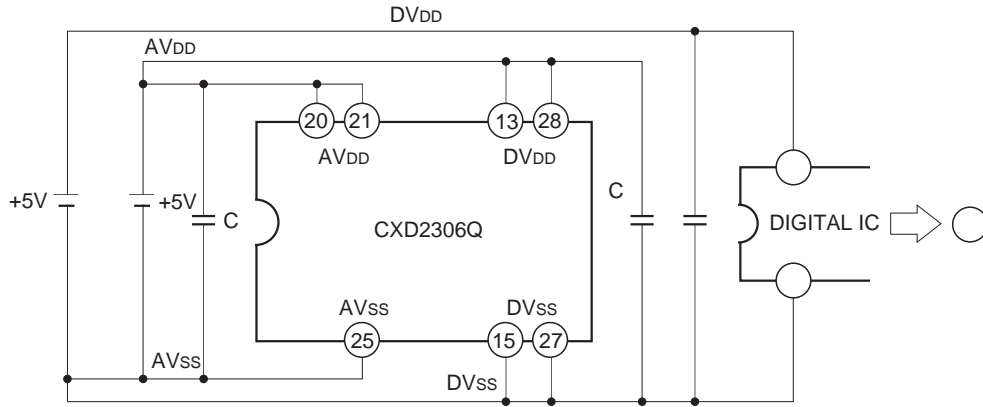 DVDD
AVDD
20 21 13 28
AVDD DVDD
+5V +5V C CXD2306Q C DIGITAL IC
AVSS DVSS
25 15 27
AVSS
DVSS